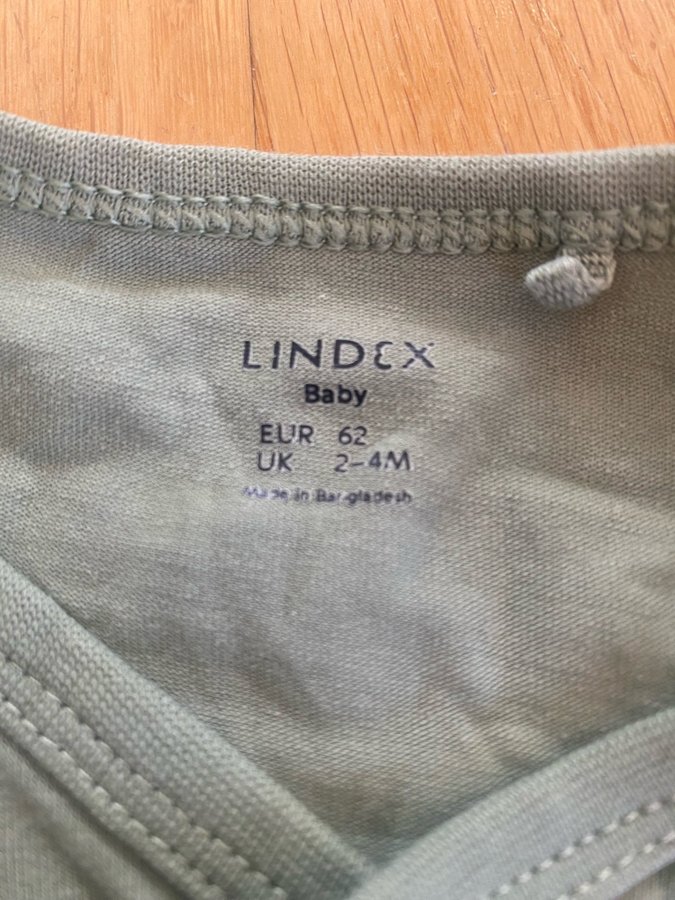 LINDEX
Baby
EUR 62
UK 2-4M
Made in Bangladesh